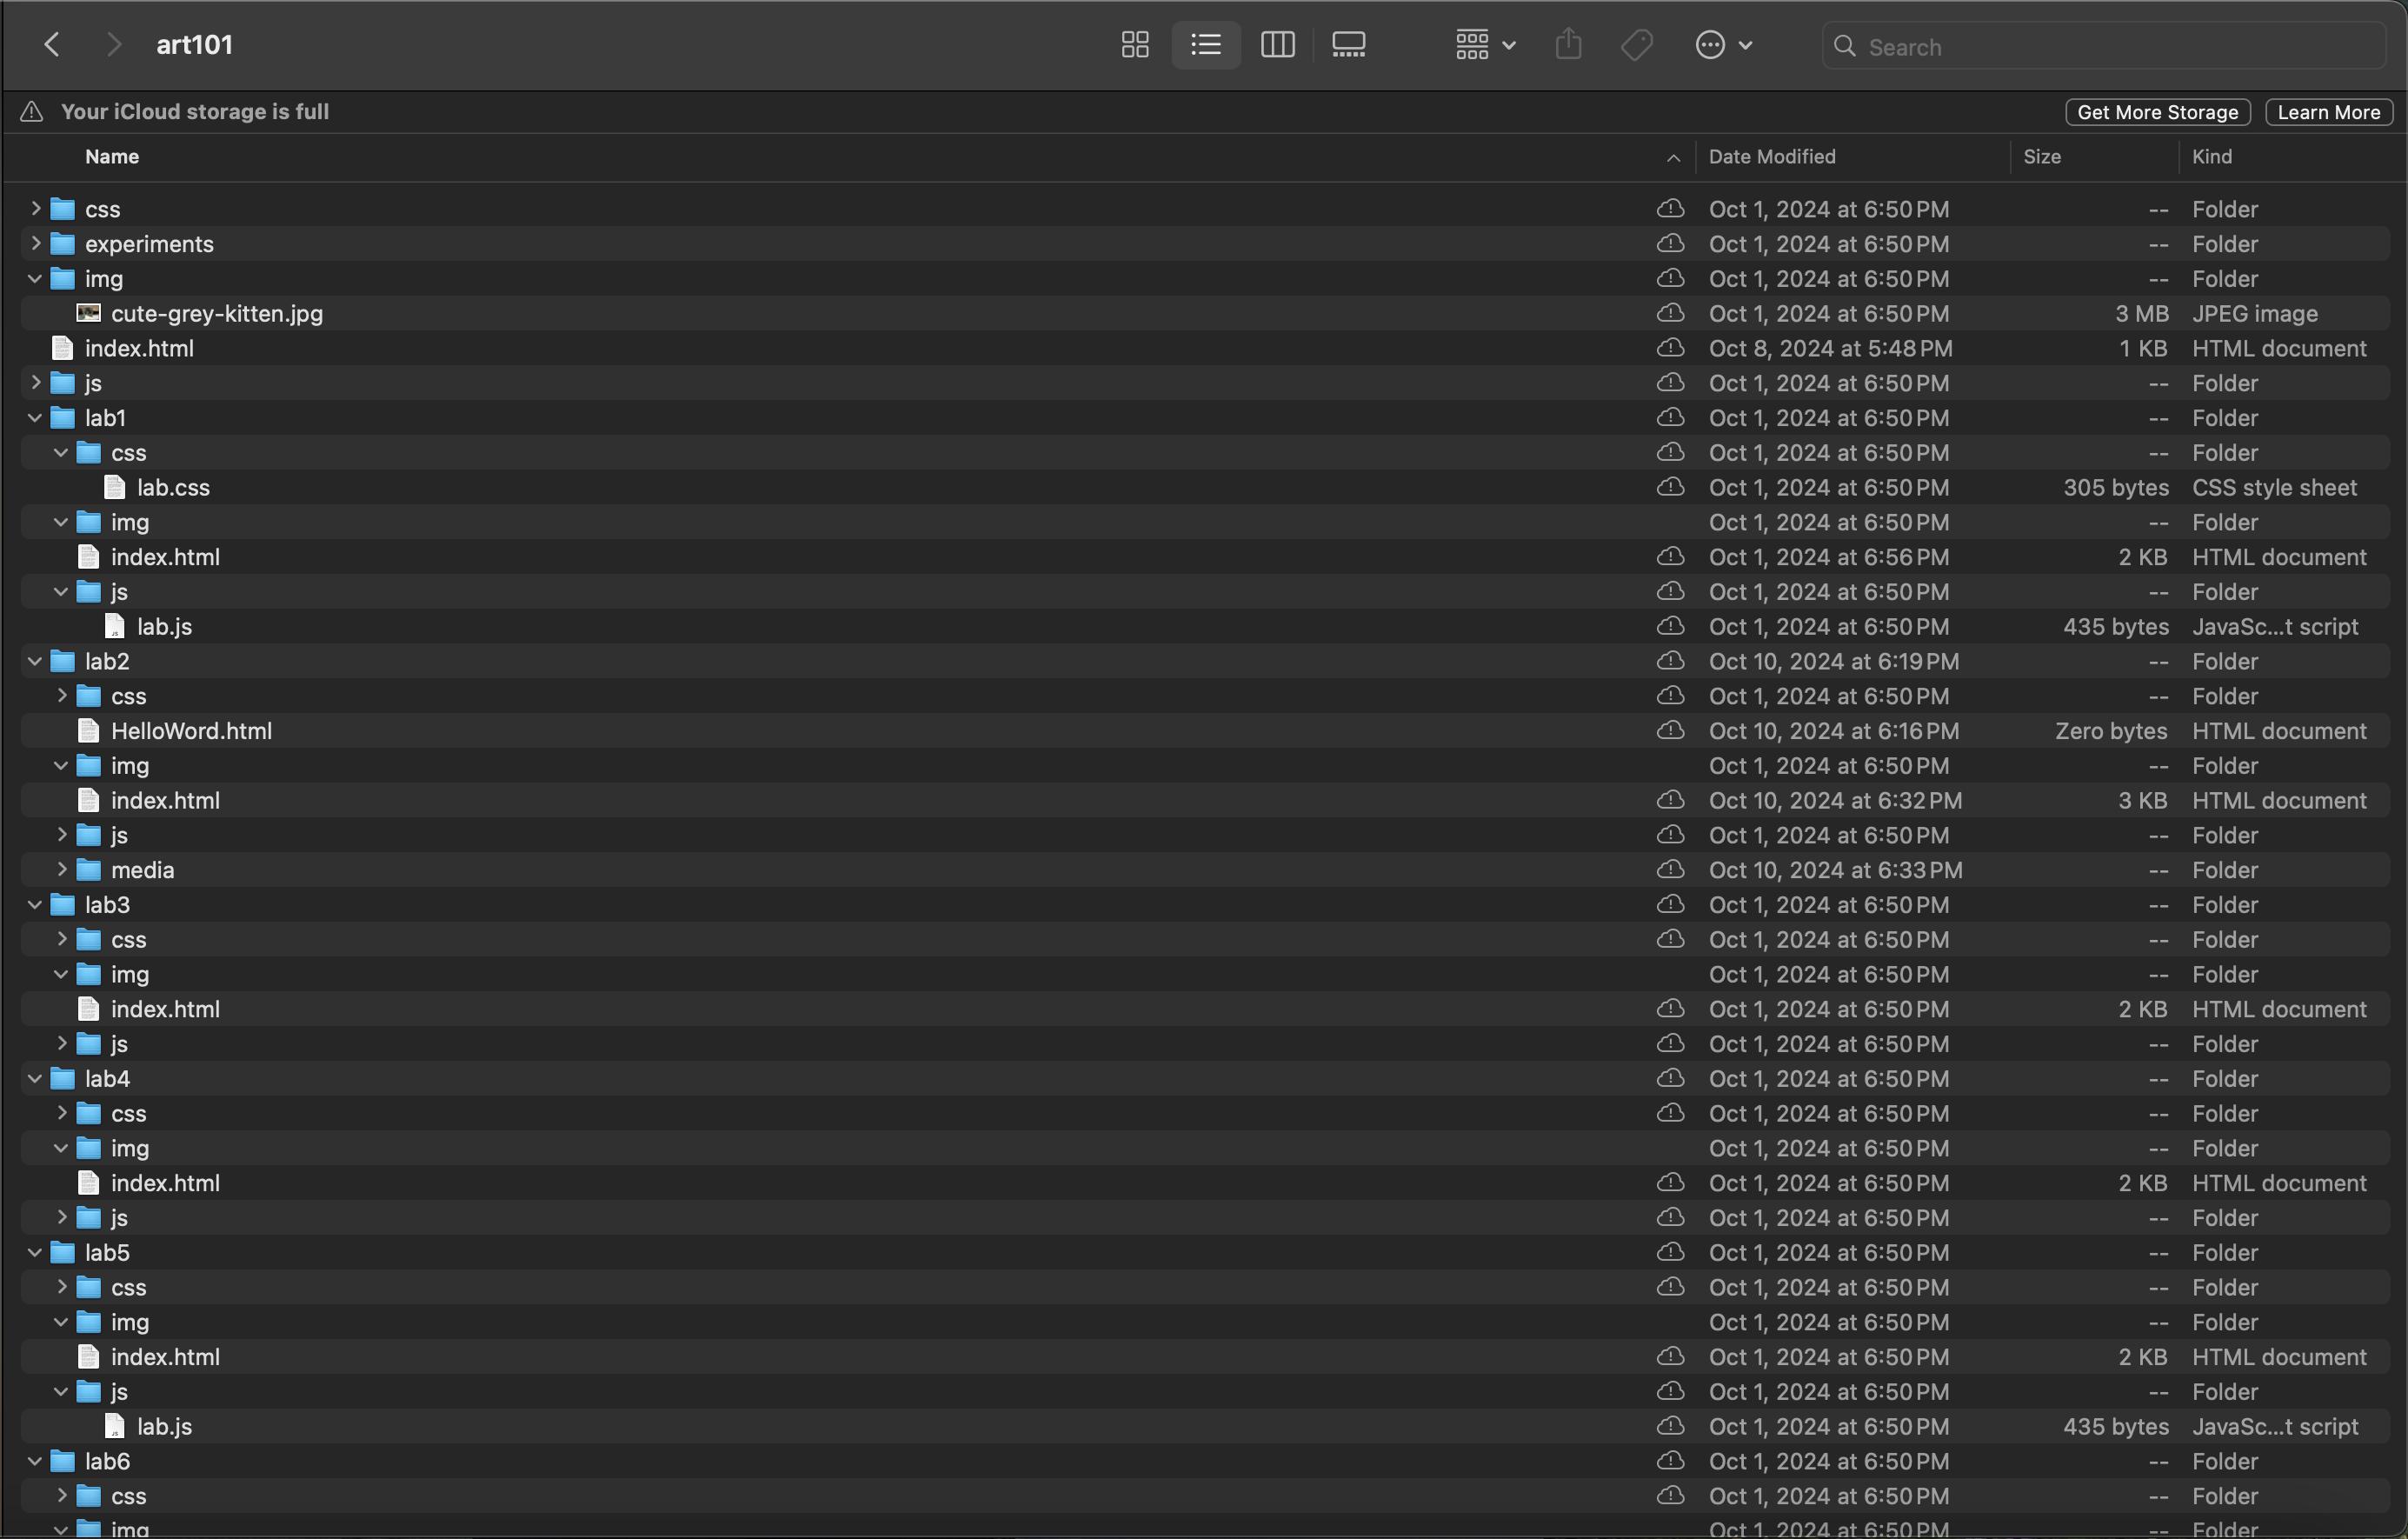 art101
Search
Your iCloud storage is full Get More Storage Learn More
Name Date Modified Size Kind
css Oct 1, 2024 at 6:50 PM -- Folder
experiments Oct 1, 2024 at 6:50 PM -- Folder
img Oct 1, 2024 at 6:50 PM -- Folder
cute-grey-kitten.jpg Oct 1, 2024 at 6:50 PM 3 MB JPEG image
index.html Oct 8, 2024 at 5:48 PM 1 KB HTML document
js Oct 1, 2024 at 6:50 PM -- Folder
lab1 Oct 1, 2024 at 6:50 PM -- Folder
css Oct 1, 2024 at 6:50 PM -- Folder
lab.css Oct 1, 2024 at 6:50 PM 305 bytes CSS style sheet
img Oct 1, 2024 at 6:50 PM -- Folder
index.html Oct 1, 2024 at 6:56 PM 2 KB HTML document
js Oct 1, 2024 at 6:50 PM -- Folder
lab.js Oct 1, 2024 at 6:50 PM 435 bytes JavaSc...t script
lab2 Oct 10, 2024 at 6:19 PM -- Folder
css Oct 1, 2024 at 6:50 PM -- Folder
HelloWord.html Oct 10, 2024 at 6:16 PM Zero bytes HTML document
img Oct 1, 2024 at 6:50 PM -- Folder
index.html Oct 10, 2024 at 6:32 PM 3 KB HTML document
js Oct 1, 2024 at 6:50 PM -- Folder
media Oct 10, 2024 at 6:33 PM -- Folder
lab3 Oct 1, 2024 at 6:50 PM -- Folder
css Oct 1, 2024 at 6:50 PM -- Folder
img Oct 1, 2024 at 6:50 PM -- Folder
index.html Oct 1, 2024 at 6:50 PM 2 KB HTML document
js Oct 1, 2024 at 6:50 PM -- Folder
lab4 Oct 1, 2024 at 6:50 PM -- Folder
css Oct 1, 2024 at 6:50 PM -- Folder
img Oct 1, 2024 at 6:50 PM -- Folder
index.html Oct 1, 2024 at 6:50 PM 2 KB HTML document
js Oct 1, 2024 at 6:50 PM -- Folder
lab5 Oct 1, 2024 at 6:50 PM -- Folder
css Oct 1, 2024 at 6:50 PM -- Folder
img Oct 1, 2024 at 6:50 PM -- Folder
index.html Oct 1, 2024 at 6:50 PM 2 KB HTML document
js Oct 1, 2024 at 6:50 PM -- Folder
lab.js Oct 1, 2024 at 6:50 PM 435 bytes JavaSc...t script
lab6 Oct 1, 2024 at 6:50 PM -- Folder
css Oct 1, 2024 at 6:50 PM -- Folder
img Oct 1, 2024 at 6:50 PM -- Folder